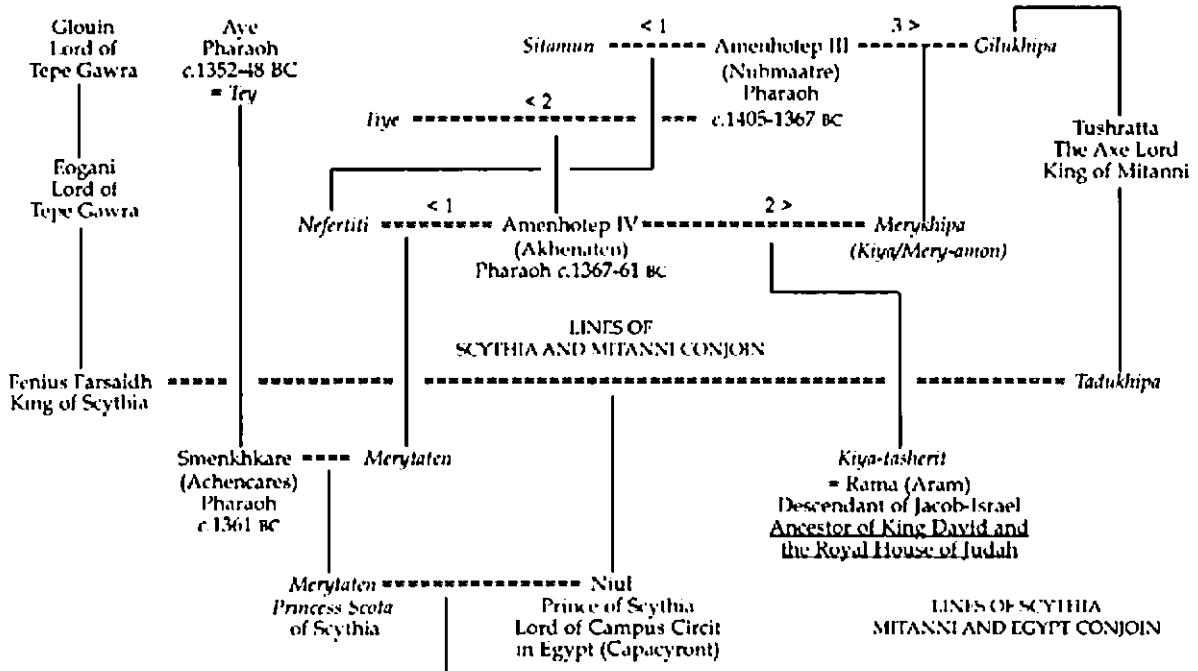 Glouin
Lord of
Tepe Gawra
Aye
Pharaoh
c.1352-48 BC
= Tey
Sitamun
< 1
Amenhotep III
(Nubmaatre)
Pharaoh
c.1405-1367 BC
3 >
Gilukhipa
Tiye
< 2
Tushratta
The Axe Lord
King of Mitanni
Eogani
Lord of
Tepe Gawra
Nefertiti
< 1
Amenhotep IV
(Akhenaten)
Pharaoh c.1367-61 BC
2 >
Merykhipa
(Kiya/Mery-amon)
LINES OF
SCYTHIA AND MITANNI CONJOIN
Fenius Farsaidh
King of Scythia
Tadukhipa
Smenkhkare
(Achencares)
Pharaoh
c.1361 BC
Merytaten
Kiya-tasherit
= Rama (Aram)
Descendant of Jacob-Israel
Ancestor of King David and
the Royal House of Judah
Merytaten
Princess Scota
of Scythia
Niul
Prince of Scythia
Lord of Campus Circit
in Egypt (Capacyront)
LINES OF SCYTHIA
MITANNI AND EGYPT CONJOIN